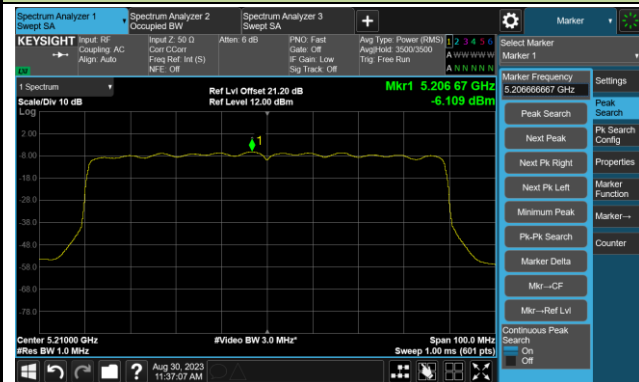 Spectrum Analyzer 1
Swept SA
Spectrum Analyzer 2
Occupied BW
Spectrum Analyzer 3
Swept SA
Marker
KEYSIGHT
Input: RF
Coupling: AC
Align: Auto
Input Z: 50 Ω
Corr CCorr
Freq Ref: Int (S)
NFE: Off
Atten: 6 dB
PNO: Fast
Gate: Off
IF Gain: Low
Sig Track: Off
Avg Type: Power (RMS)
Avg|Hold: 3500/3500
Trig: Free Run
1 2 3 4 5 6
A W W W W W
A N N N N N
LVI
Select Marker
Marker 1
1 Spectrum
Scale/Div 10 dB
Log
Ref Lvl Offset 21.20 dB
Ref Level 12.00 dBm
Mkr1 5.206 67 GHz
-6.109 dBm
Marker Frequency
5.206666667 GHz
Peak Search
Next Peak
Next Pk Right
Next Pk Left
Minimum Peak
Pk-Pk Search
Marker Delta
Mkr→CF
Mkr→Ref Lvl
Continuous Peak
Search
On
Off
Settings
Peak
Search
Pk Search
Config
Properties
Marker
Function
Marker→
Counter
1
2.00
-8.00
-18.0
-28.0
-38.0
-48.0
-58.0
-68.0
-78.0
Center 5.21000 GHz
#Res BW 1.0 MHz
#Video BW 3.0 MHz*
Span 100.0 MHz
Sweep 1.00 ms (601 pts)
Aug 30, 2023
11:37:07 AM